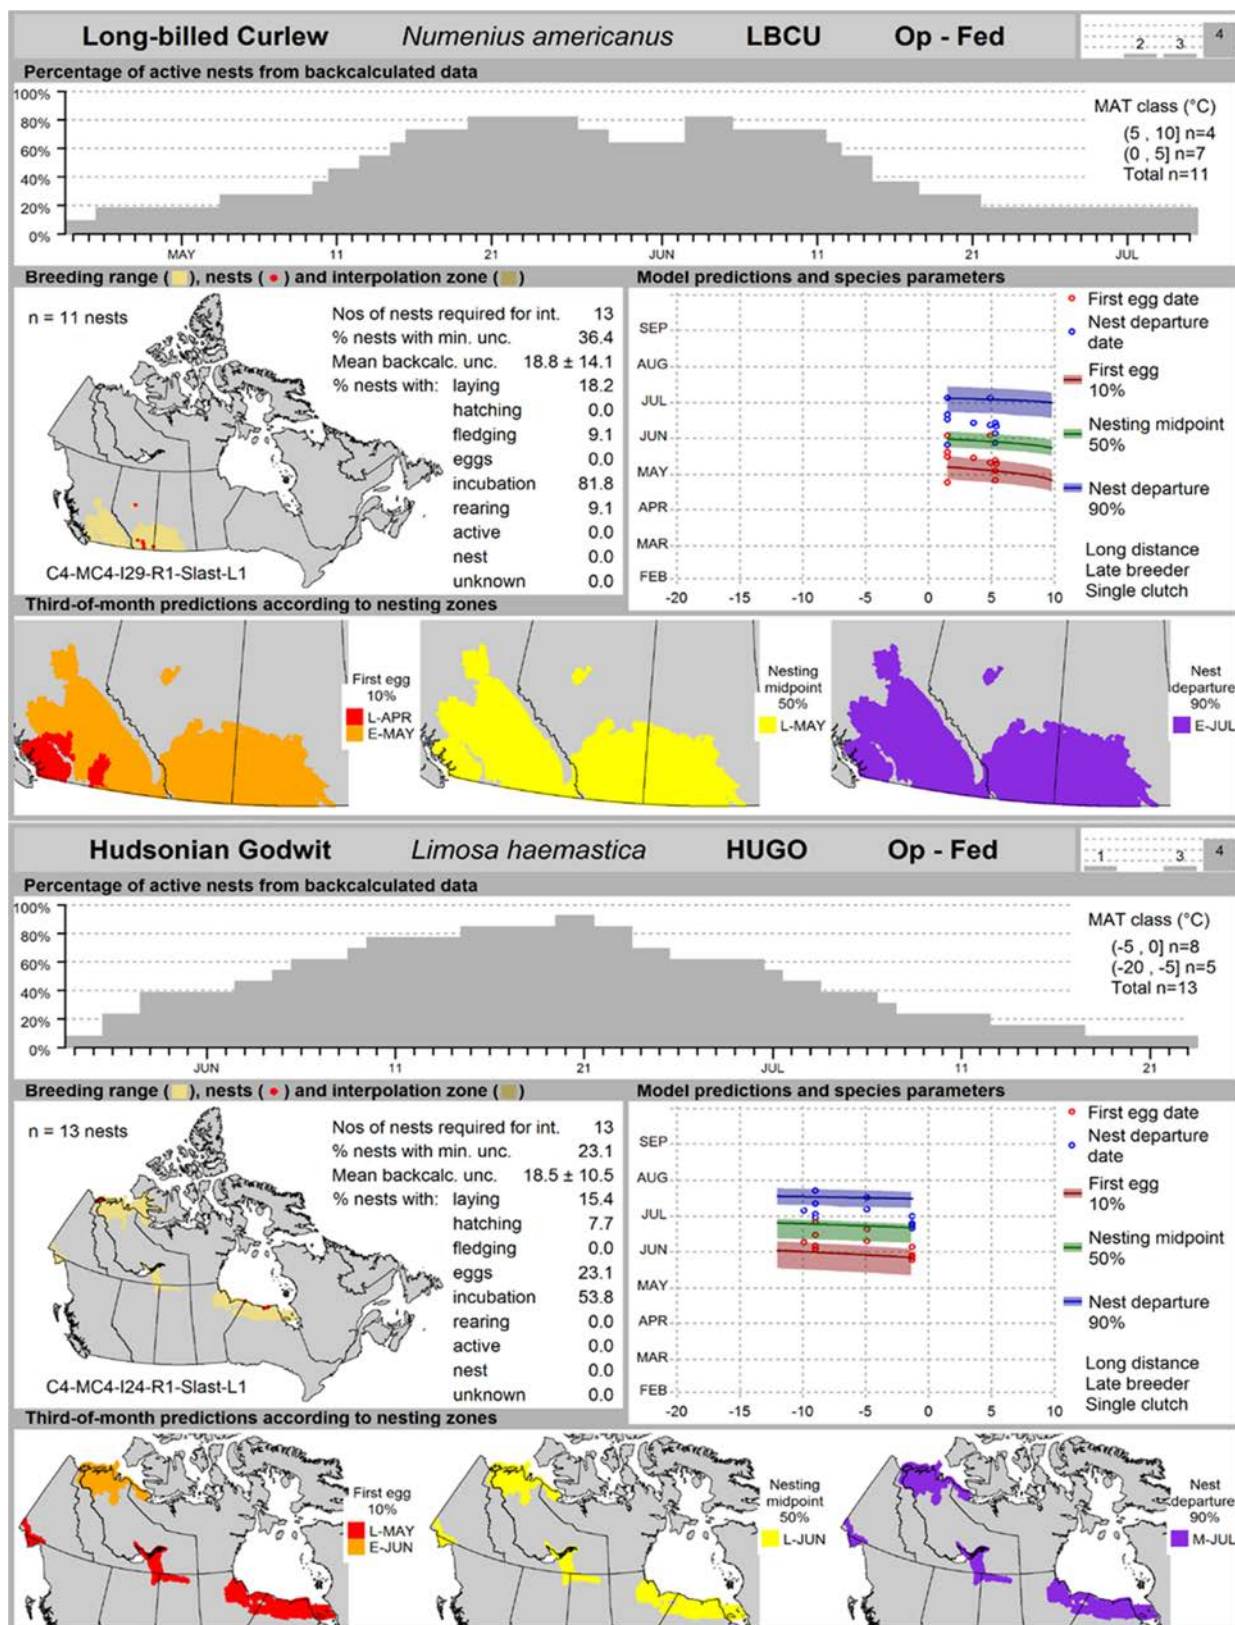 Long-billed Curlew Numenius americanus LBCU Op - Fed 2 3 4
Percentage of active nests from backcalculated data
100%
80%
60%
40%
20%
0%
MAY 11 21 JUN 11 21 JUL
MAT class (°C)
(5 , 10] n=4
(0 , 5] n=7
Total n=11
Breeding range ( ), nests ( ) and interpolation zone ( )
n = 11 nests
Nos of nests required for int. 13
% nests with min. unc. 36.4
Mean backcalc. unc. 18.8 ± 14.1
% nests with: laying 18.2
hatching 0.0
fledging 9.1
eggs 0.0
incubation 81.8
rearing 9.1
active 0.0
nest 0.0
unknown 0.0
C4-MC4-I29-R1-Slast-L1
Model predictions and species parameters
SEP
AUG
JUL
JUN
MAY
APR
MAR
FEB
-20 -15 -10 -5 0 5 10
First egg date
Nest departure
date
First egg
10%
Nesting midpoint
50%
Nest departure
90%
Long distance
Late breeder
Single clutch
Third-of-month predictions according to nesting zones
First egg
10%
L-APR
E-MAY
Nesting
midpoint
50%
L-MAY
Nest
departure
90%
E-JUL
Hudsonian Godwit Limosa haemastica HUGO Op - Fed 1 3 4
Percentage of active nests from backcalculated data
100%
80%
60%
40%
20%
0%
JUN 11 21 JUL 11 21
MAT class (°C)
(-5 , 0] n=8
(-20 , -5] n=5
Total n=13
Breeding range ( ), nests ( ) and interpolation zone ( )
n = 13 nests
Nos of nests required for int. 13
% nests with min. unc. 23.1
Mean backcalc. unc. 18.5 ± 10.5
% nests with: laying 15.4
hatching 7.7
fledging 0.0
eggs 23.1
incubation 53.8
rearing 0.0
active 0.0
nest 0.0
unknown 0.0
C4-MC4-I24-R1-Slast-L1
Model predictions and species parameters
SEP
AUG
JUL
JUN
MAY
APR
MAR
FEB
-20 -15 -10 -5 0 5 10
First egg date
Nest departure
date
First egg
10%
Nesting midpoint
50%
Nest departure
90%
Long distance
Late breeder
Single clutch
Third-of-month predictions according to nesting zones
First egg
10%
L-MAY
E-JUN
Nesting
midpoint
50%
L-JUN
Nest
departure
90%
M-JUL